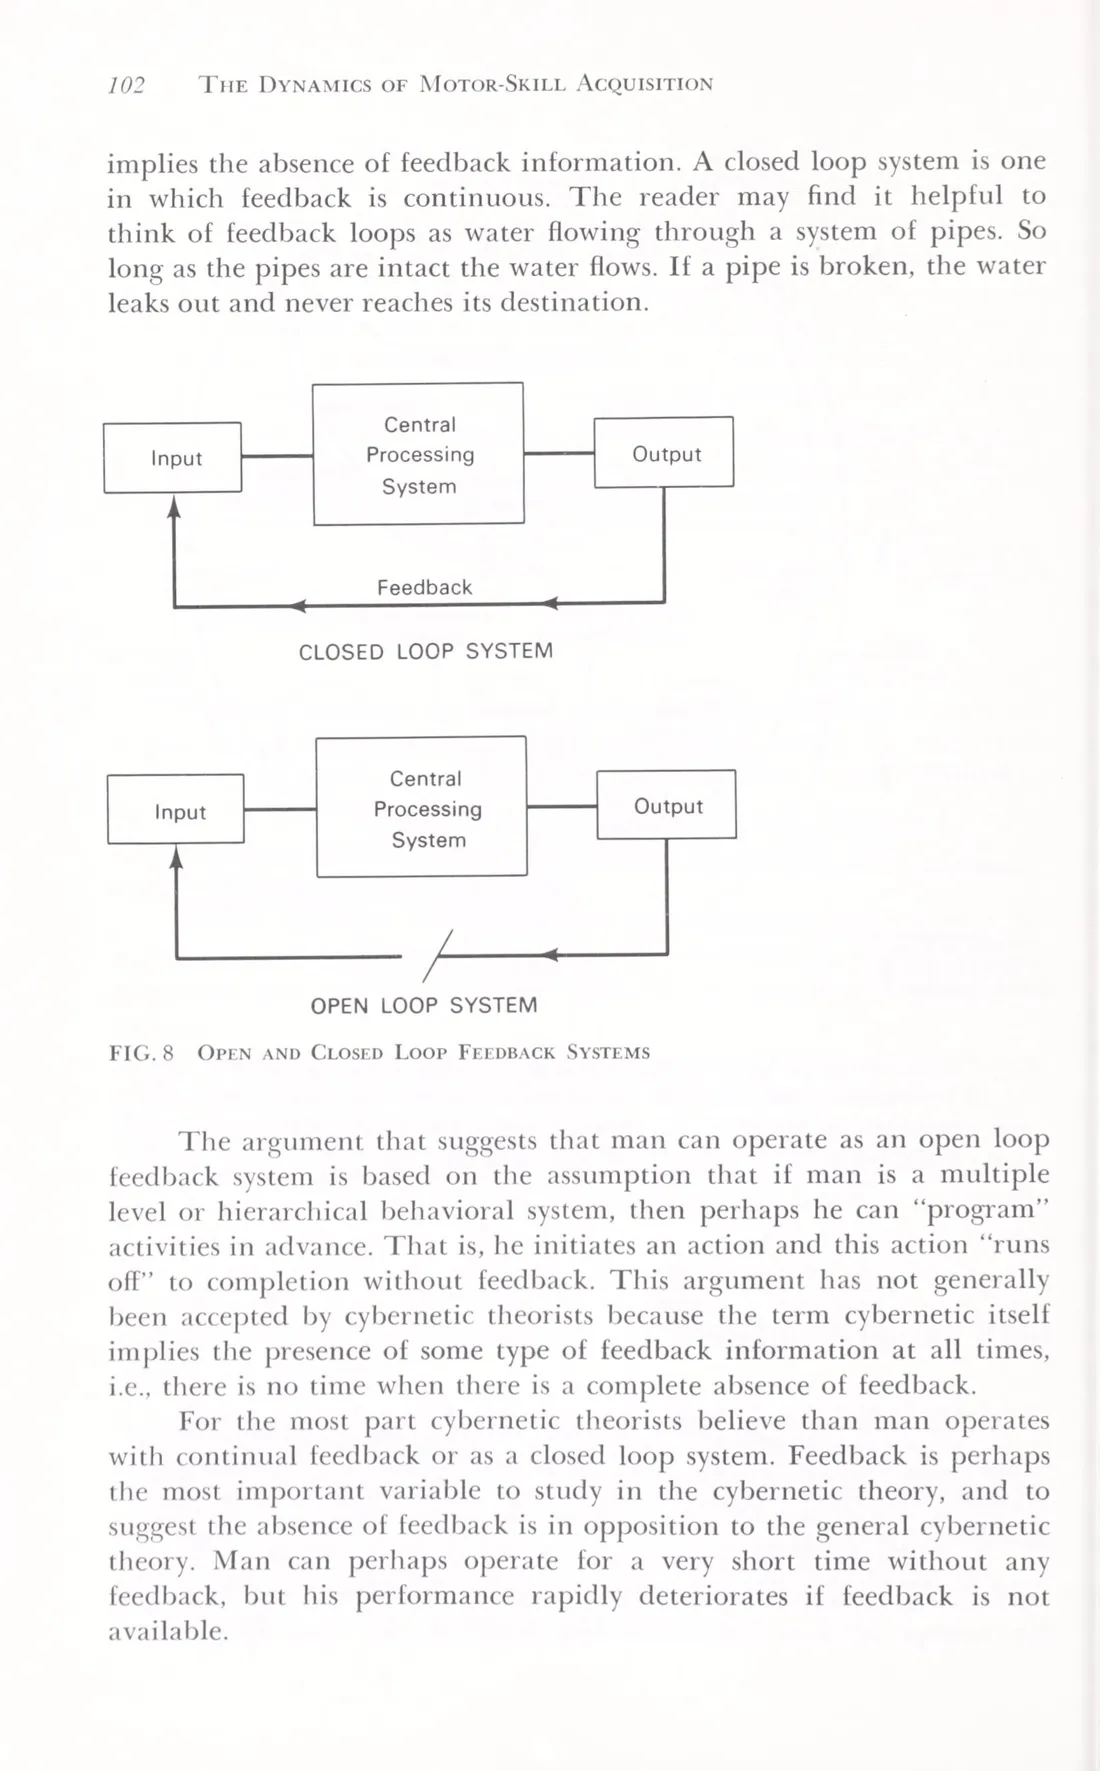 102 The Dynamics of Motor-Skill Acquisition
implies the absence of feedback information. A closed loop system is one
in which feedback is continuous. The reader may find it helpful to
think of feedback loops as water flowing through a system of pipes. So
long as the pipes are intact the water flows. If a pipe is broken, the water
leaks out and never reaches its destination.
Input
Central
Processing
System
Output
Feedback
CLOSED LOOP SYSTEM
Input
Central
Processing
System
Output
OPEN LOOP SYSTEM
FIG. 8 Open and Closed Loop Feedback Systems
The argument that suggests that man can operate as an open loop
feedback system is based on the assumption that if man is a multiple
level or hierarchical behavioral system, then perhaps he can “program”
activities in advance. That is, he initiates an action and this action “runs
off” to completion without feedback. This argument has not generally
been accepted by cybernetic theorists because the term cybernetic itself
implies the presence of some type of feedback information at all times,
i.e., there is no time when there is a complete absence of feedback.
For the most part cybernetic theorists believe than man operates
with continual feedback or as a closed loop system. Feedback is perhaps
the most important variable to study in the cybernetic theory, and to
suggest the absence of feedback is in opposition to the general cybernetic
theory. Man can perhaps operate for a very short time without any
feedback, but his performance rapidly deteriorates if feedback is not
available.